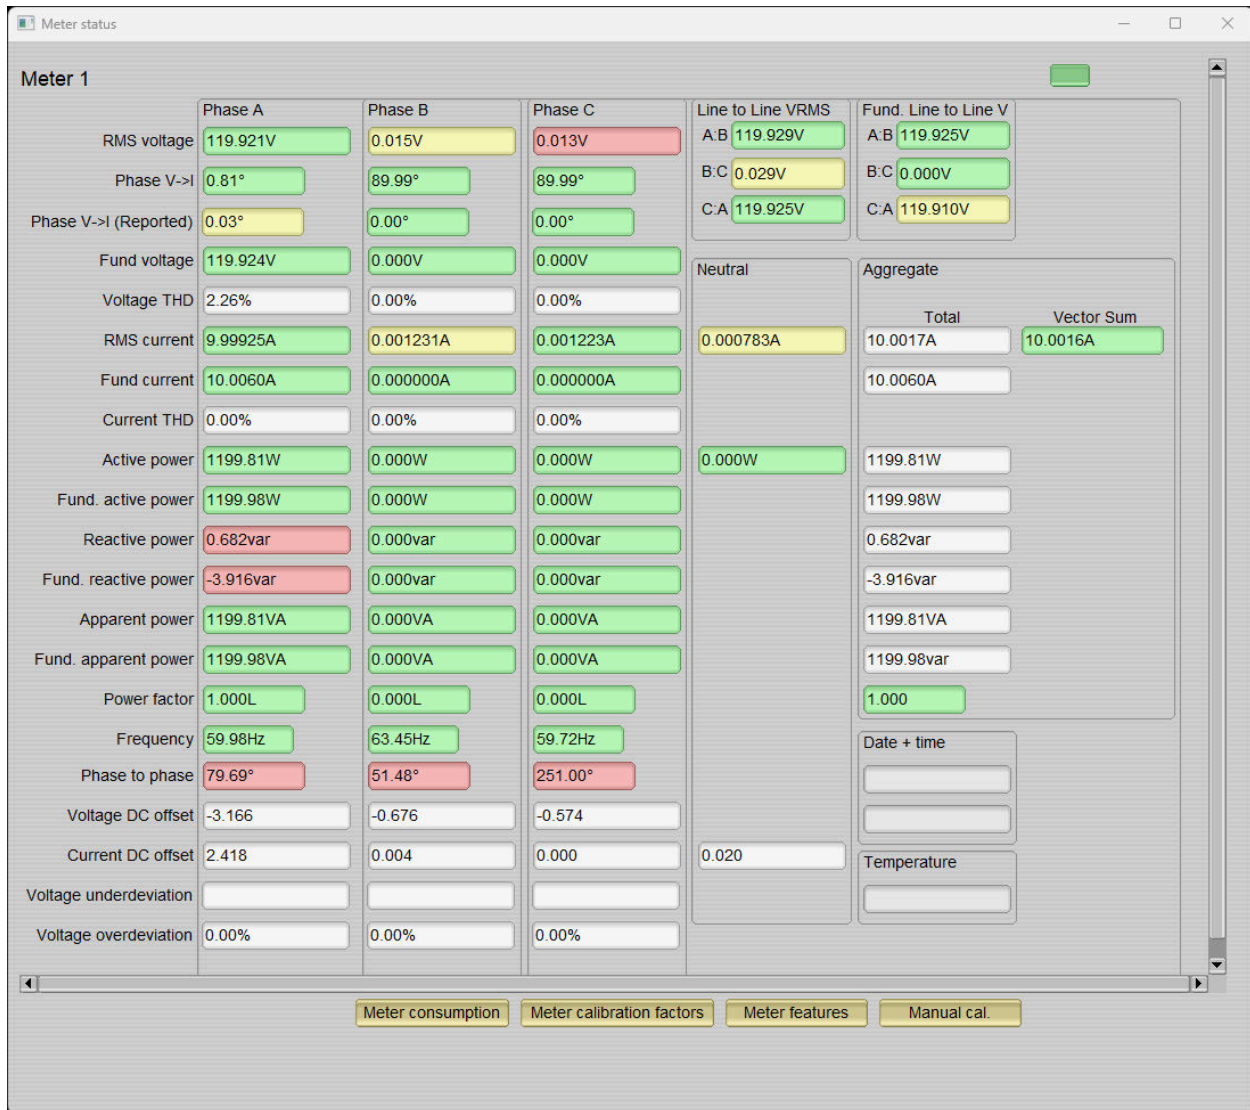 Meter status
Meter 1
Phase A Phase B Phase C Line to Line VRMS Fund. Line to Line V
RMS voltage 119.921V 0.015V 0.013V A:B 119.929V A:B 119.925V
Phase V->I 0.81° 89.99° 89.99° B:C 0.029V B:C 0.000V
Phase V->I (Reported) 0.03° 0.00° 0.00° C:A 119.925V C:A 119.910V
Fund voltage 119.924V 0.000V 0.000V Neutral Aggregate
Voltage THD 2.26% 0.00% 0.00%
Total Vector Sum
RMS current 9.99925A 0.001231A 0.001223A 0.000783A 10.0017A 10.0016A
Fund current 10.0060A 0.000000A 0.000000A 10.0060A
Current THD 0.00% 0.00% 0.00%
Active power 1199.81W 0.000W 0.000W 0.000W 1199.81W
Fund. active power 1199.98W 0.000W 0.000W 1199.98W
Reactive power 0.682var 0.000var 0.000var 0.682var
Fund. reactive power -3.916var 0.000var 0.000var -3.916var
Apparent power 1199.81VA 0.000VA 0.000VA 1199.81VA
Fund. apparent power 1199.98VA 0.000VA 0.000VA 1199.98var
Power factor 1.000L 0.000L 0.000L 1.000
Frequency 59.98Hz 63.45Hz 59.72Hz Date + time
Phase to phase 79.69° 51.48° 251.00°
Voltage DC offset -3.166 -0.676 -0.574
Current DC offset 2.418 0.004 0.000 0.020 Temperature
Voltage underdeviation
Voltage overdeviation 0.00% 0.00% 0.00%
Meter consumption Meter calibration factors Meter features Manual cal.